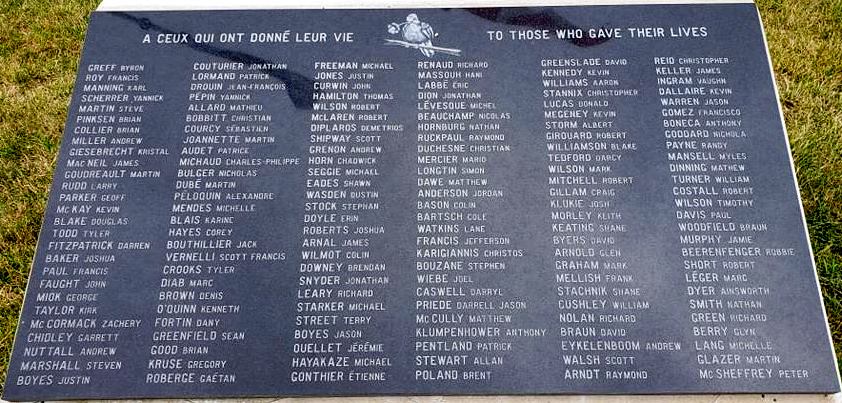 A CEUX QUI ONT DONNÉ LEUR VIE
TO THOSE WHO GAVE THEIR LIVES
GREFF BYRON
ROY FRANCIS
MANNING KARL
SCHERRER YANNICK
MARTIN STEVE
PINKSEN BRIAN
COLLIER BRIAN
MILLER ANDREW
GIESEBRECHT KRISTAL
MAC NEIL JAMES
GOUDREAULT MARTIN
RUDD LARRY
PARKER GEOFF
MCKAY KEVIN
BLAKE DOUGLAS
TODD TYLER
FITZPATRICK DARREN
BAKER JOSHUA
PAUL FRANCIS
FAUGHT JOHN
MIOK GEORGE
TAYLOR KIRK
MCCORMACK ZACHERY
CHIDLEY GARRETT
NUTTALL ANDREW
MARSHALL STEVEN
BOYES JUSTIN
COUTURIER JONATHAN
LORMAND PATRICK
DROUIN JEAN-FRANÇOIS
PÉPIN YANNICK
ALLARD MATHIEU
BOBBITT CHRISTIAN
COURCY SÉBASTIEN
JOANNETTE MARTIN
AUDET PATRICE
MICHAUD CHARLES-PHILIPPE
BULGER NICHOLAS
DUBÉ MARTIN
PÉLOQUIN ALEXANDRE
MENDES MICHELLE
BLAIS KARINE
HAYES COREY
BOUTHILLIER JACK
VERNELLI SCOTT FRANCIS
CROOKS TYLER
DIAB MARC
BROWN DENIS
O'QUINN KENNETH
FORTIN DANY
GREENFIELD SEAN
GOOD BRIAN
KRUSE GREGORY
ROBERGE GAÉTAN
FREEMAN MICHAEL
JONES JUSTIN
CURWIN JOHN
HAMILTON THOMAS
WILSON ROBERT
MCLAREN ROBERT
DIPLAROS DEMETRIOS
SHIPWAY SCOTT
GRENON ANDREW
HORN CHADWICK
SEGGIE MICHAEL
EADES SHAWN
WASDEN DUSTIN
STOCK STEPHAN
DOYLE ERIN
ROBERTS JOSHUA
ARNAL JAMES
WILMOT COLIN
DOWNEY BRENDAN
SNYDER JONATHAN
LEARY RICHARD
STARKER MICHAEL
STREET TERRY
BOYES JASON
OUELLET JÉRÉMIE
HAYAKAZE MICHAEL
GONTHIER ÉTIENNE
RENAUD RICHARD
MASSOUH HANI
LABBÉ ÉRIC
DION JONATHAN
LÉVESQUE MICHEL
BEAUCHAMP NICOLAS
HORNBURG NATHAN
RUCKPAUL RAYMOND
DUCHESNE CHRISTIAN
MERCIER MARIO
LONGTIN SIMON
DAWE MATTHEW
ANDERSON JORDAN
BASON COLIN
BARTSCH COLE
WATKINS LANE
FRANCIS JEFFERSON
KARIGIANNIS CHRISTOS
BOUZANE STEPHEN
WIEBE JOEL
CASWELL DARRYL
PRIEDE DARRELL JASON
MCCULLY MATTHEW
KLUMPENHOWER ANTHONY
PENTLAND PATRICK
STEWART ALLAN
POLAND BRENT
GREENSLADE DAVID
KENNEDY KEVIN
WILLIAMS AARON
STANNIX CHRISTOPHER
LUCAS DONALD
MEGENEY KEVIN
STORM ALBERT
GIROUARD ROBERT
WILLIAMSON BLAKE
TEDFORD DARCY
WILSON MARK
MITCHELL ROBERT
GILLAM CRAIG
KLUKIE JOSH
MORLEY KEITH
KEATING SHANE
BYERS DAVID
ARNOLD GLEN
GRAHAM MARK
MELLISH FRANK
STACHNIK SHANE
CUSHLEY WILLIAM
NOLAN RICHARD
BRAUN DAVID
EYKELENBOOM ANDREW
WALSH SCOTT
ARNDT RAYMOND
REID CHRISTOPHER
KELLER JAMES
INGRAM VAUGHN
DALLAIRE KEVIN
WARREN JASON
GOMEZ FRANCISCO
BONECA ANTHONY
GODDARD NICHOLA
PAYNE RANDY
MANSELL MYLES
DINNING MATHEW
TURNER WILLIAM
COSTALL ROBERT
WILSON TIMOTHY
DAVIS PAUL
WOODFIELD BRAUN
MURPHY JAMIE
BEERENFENGER ROBBIE
SHORT ROBERT
LÉGER MARC
DYER AINSWORTH
SMITH NATHAN
GREEN RICHARD
BERRY GLYN
LANG MICHELLE
GLAZER MARTIN
MCSHEFFREY PETER